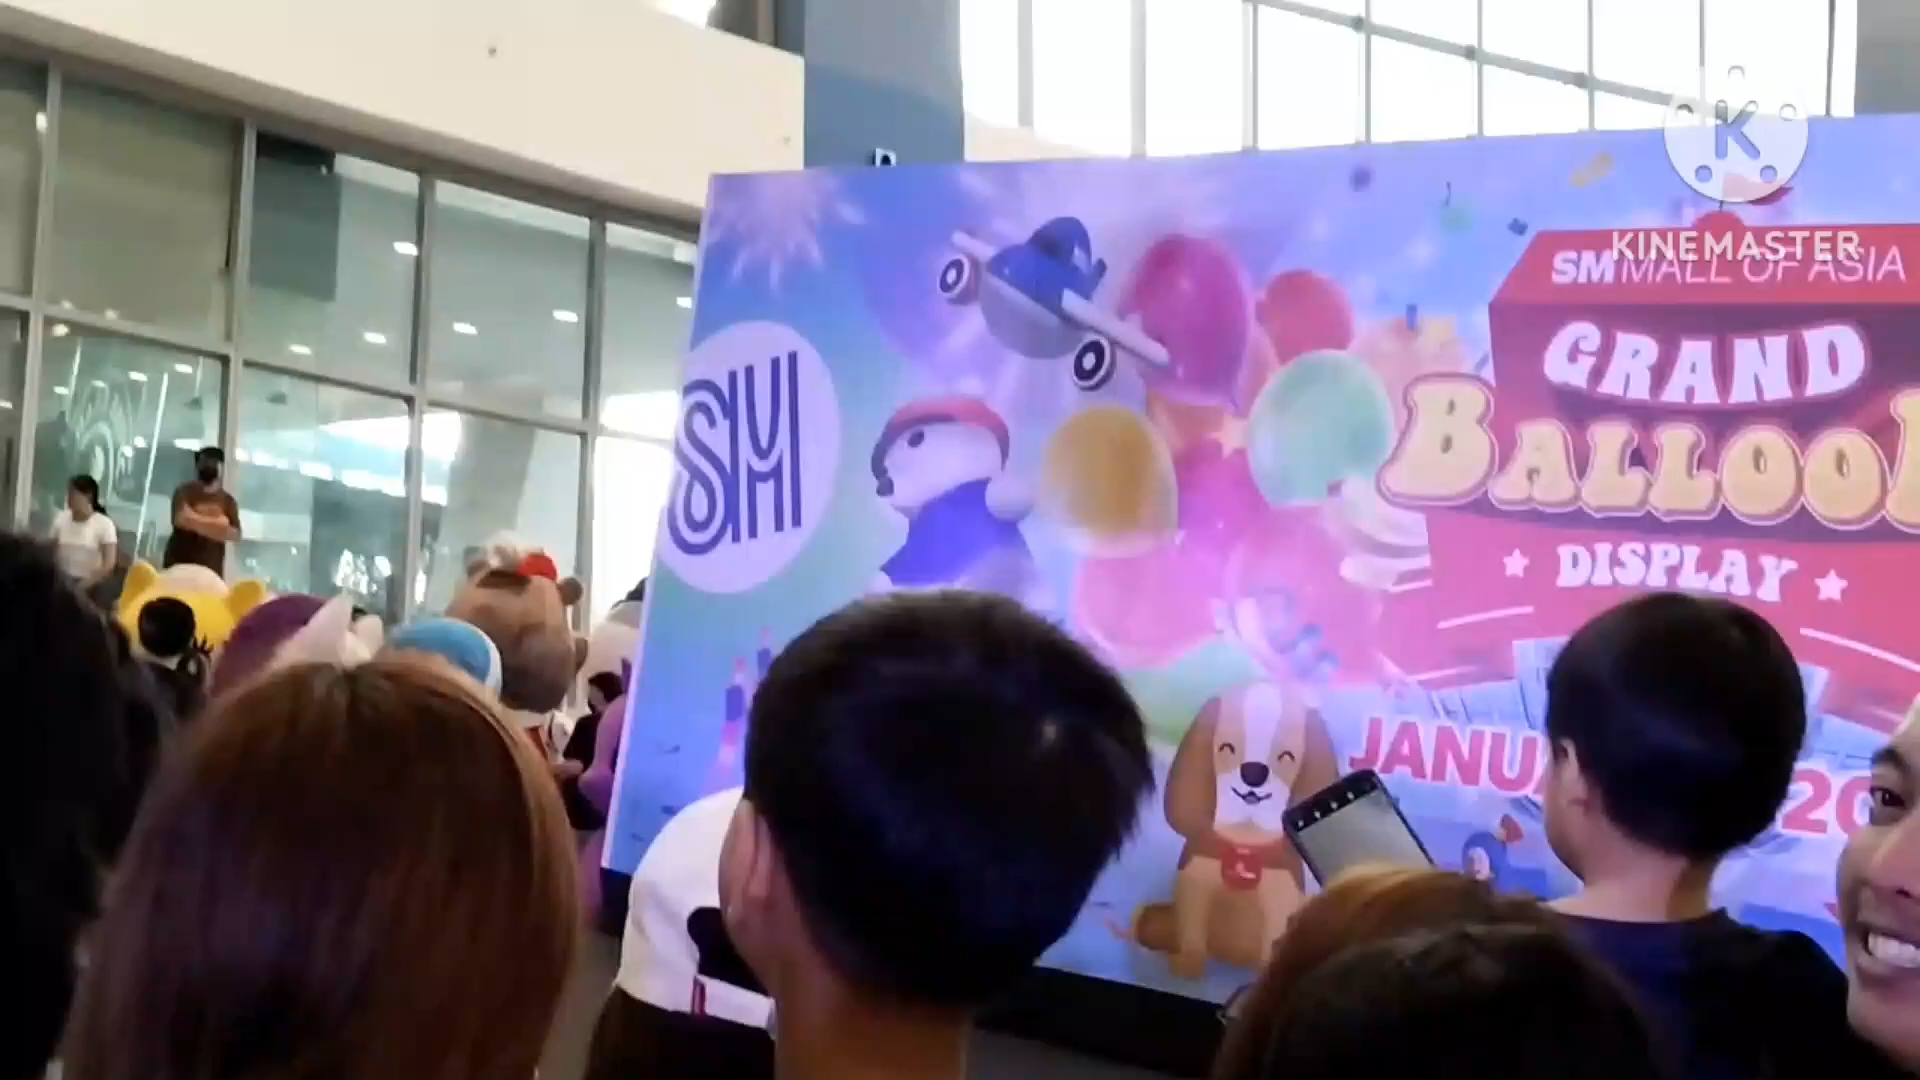 K
KINEMASTER
SM MALL OF ASIA
SM
GRAND
BALLOO
DISPLAY
JANU
20